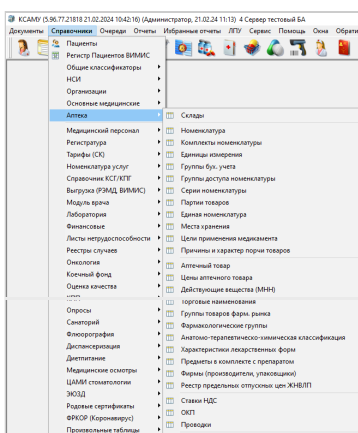 КСАМУ (5.96.77.21818 21.02.2024 10:42:16) (Администратор, 21.02.24 11:13) 4 Сервер тестовый БА
Документы Справочники Очереди Отчеты Избранные отчеты ЛПУ Сервис Помощь Окна Обрати
Пациенты
Регистр Пациентов ВИМИС
Общие классификаторы
НСИ
Организации
Основные медицинские
Аптека
Медицинский персонал
Регистратура
Тарифы (СК)
Номенклатура услуг
Справочник КСГ/КПГ
Выгрузка (РЭМД, ВИМИС)
Модуль врача
Лаборатория
Финансовые
Листы нетрудоспособности
Реестры случаев
Онкология
Коечный фонд
Оценка качества
Опросы
Санаторий
Флюорография
Диспансеризация
Диетпитание
Медицинские осмотры
ЦАМИ стоматологии
ЭЮЗД
Родовые сертификаты
ФРКОР (Коронавирус)
Произвольные таблицы
Склады
Номенклатура
Комплекты номенклатуры
Единицы измерения
Группы бух. учета
Группы доступа номенклатуры
Серии номенклатуры
Партии товаров
Единая номенклатура
Места хранения
Цели применения медикамента
Причины и характер порчи товаров
Аптечный товар
Цены аптечного товара
Действующие вещества (МНН)
Торговые наименования
Группы товаров фарм. рынка
Фармакологические группы
Анатомо-терапевтическо-химическая классификация
Характеристики лекарственных форм
Предметы в комплекте с препаратом
Фирмы (производители, упаковщики)
Реестр предельных отпускных цен ЖНВЛП
Ставки НДС
ОКП
Проводки